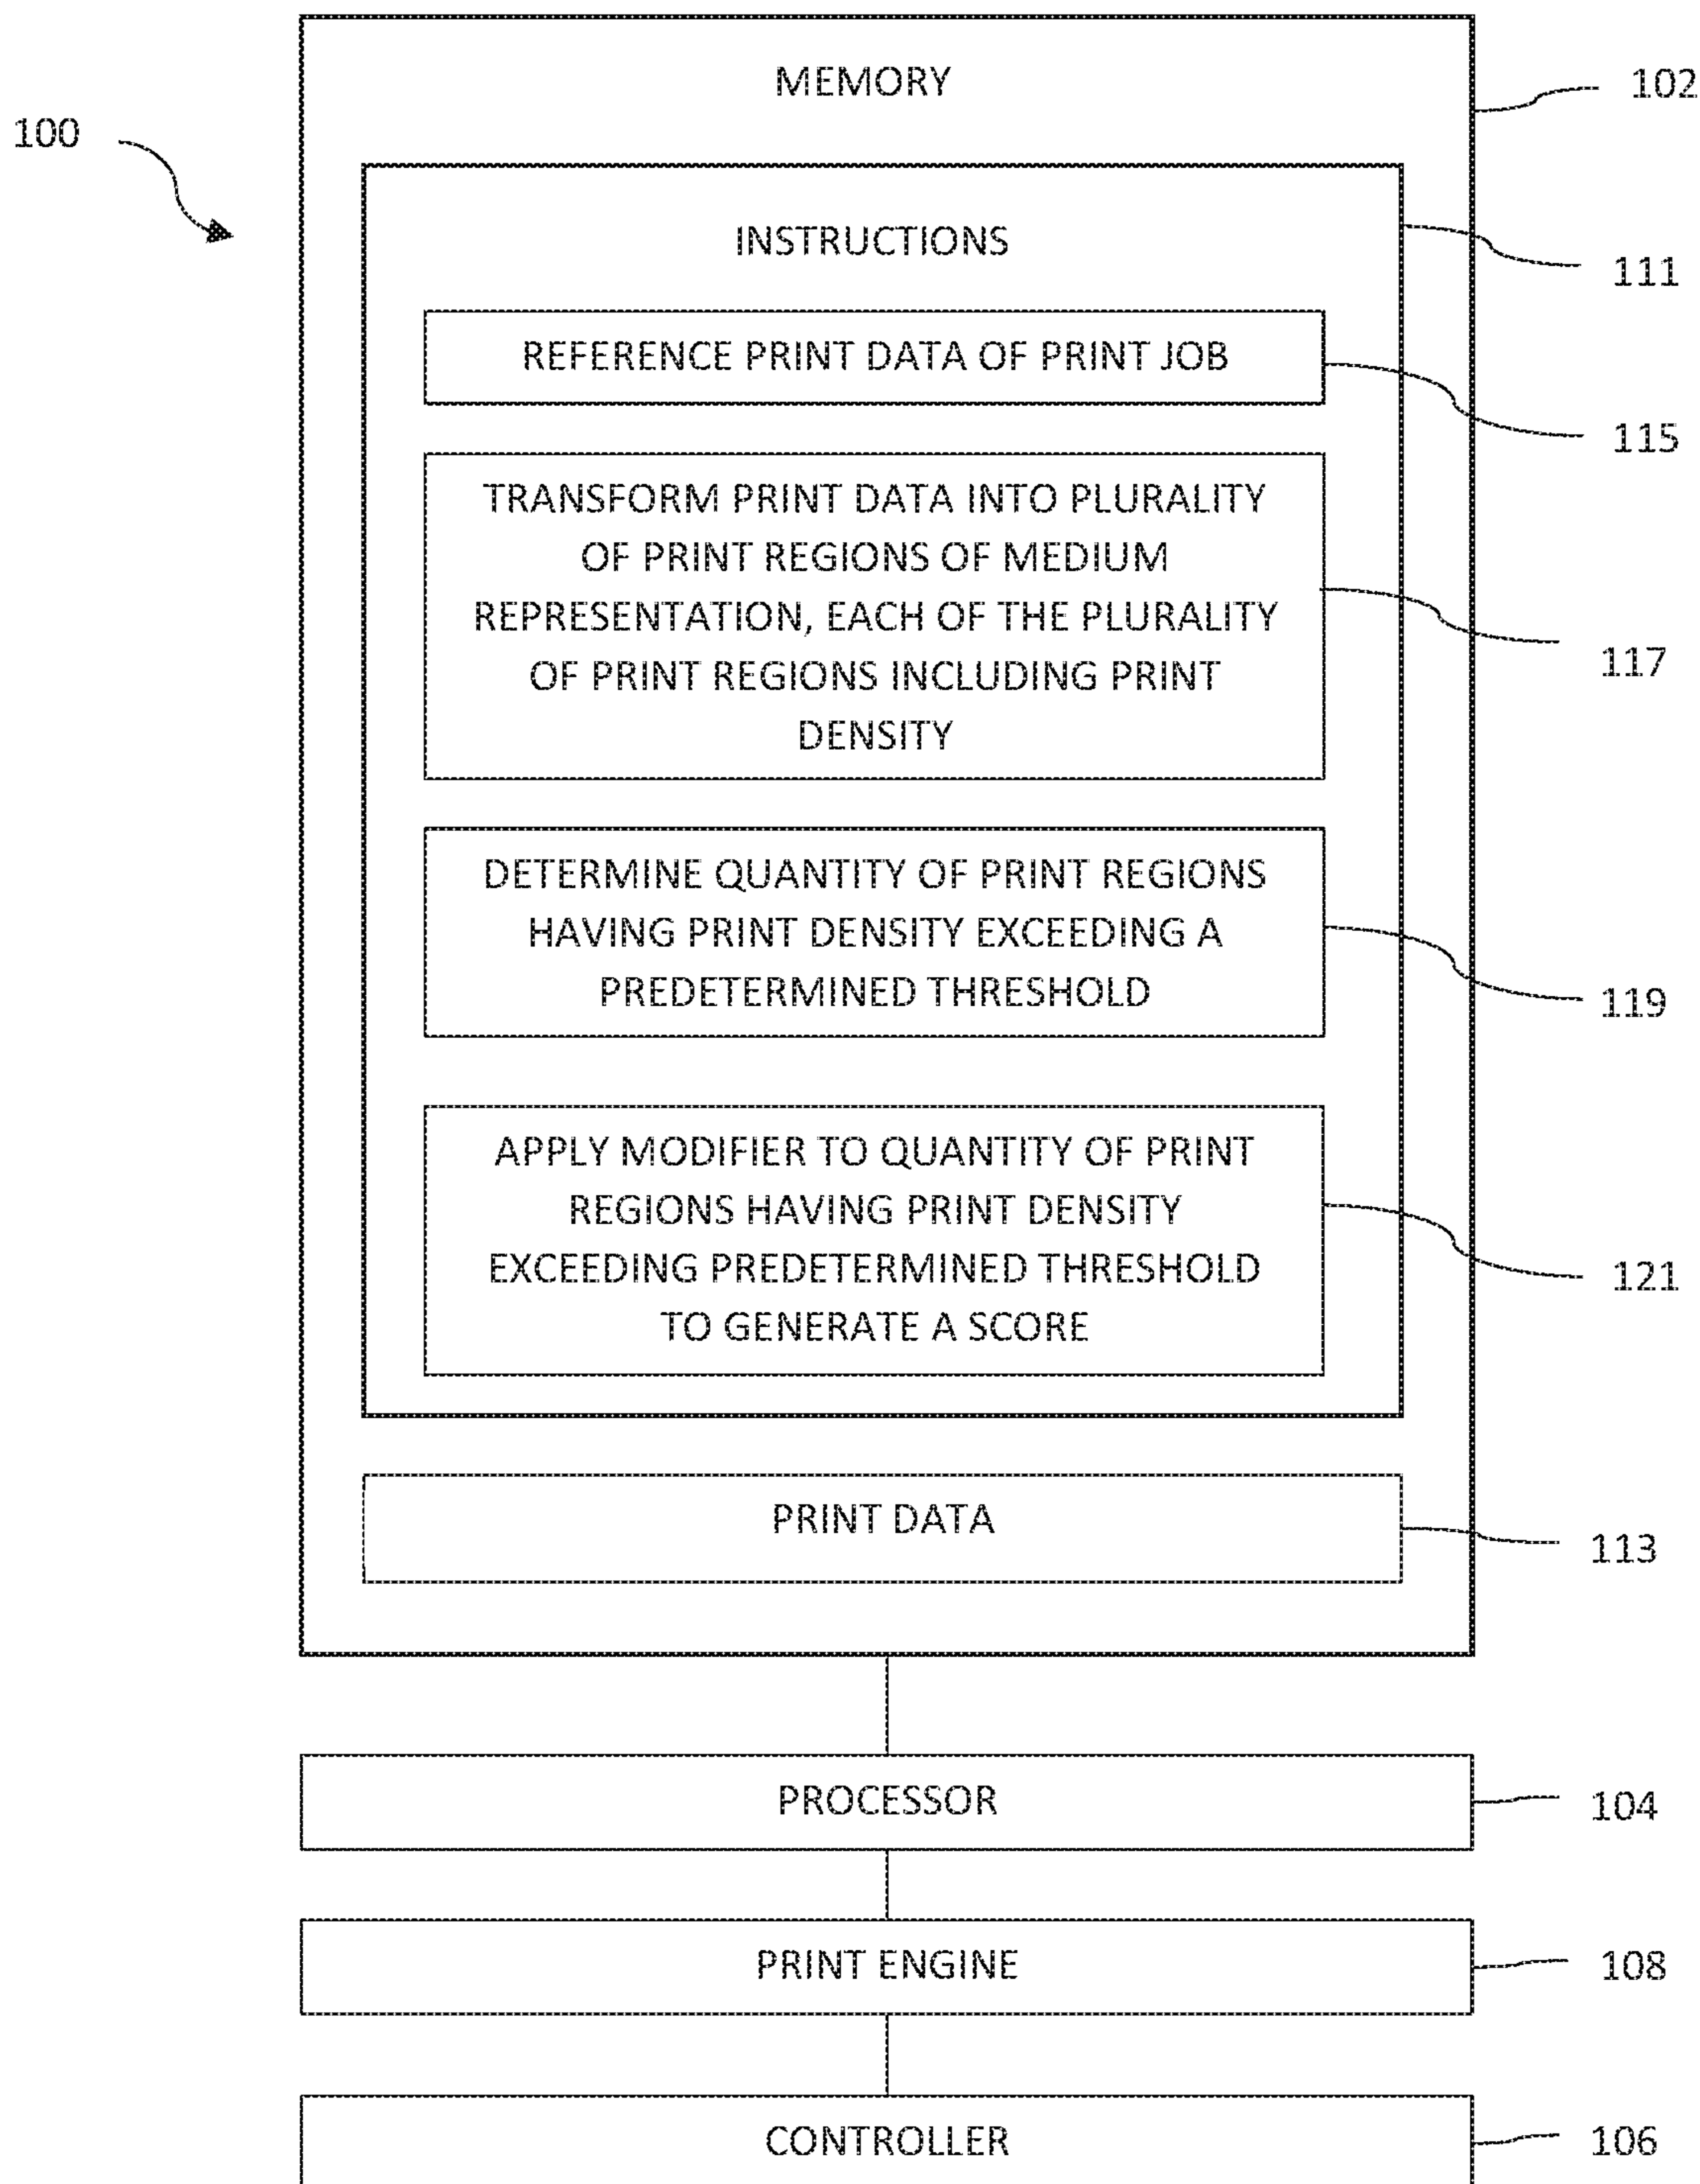 MEMORY
102
100
INSTRUCTIONS
111
REFERENCE PRINT DATA OF PRINT JOB
115
TRANSFORM PRINT DATA INTO PLURALITY
OF PRINT REGIONS OF MEDIUM
REPRESENTATION, EACH OF THE PLURALITY
OF PRINT REGIONS INCLUDING PRINT
DENSITY
117
DETERMINE QUANTITY OF PRINT REGIONS
HAVING PRINT DENSITY EXCEEDING A
PREDETERMINED THRESHOLD
119
APPLY MODIFIER TO QUANTITY OF PRINT
REGIONS HAVING PRINT DENSITY
EXCEEDING PREDETERMINED THRESHOLD
TO GENERATE A SCORE
121
PRINT DATA
113
PROCESSOR
104
PRINT ENGINE
108
CONTROLLER
106